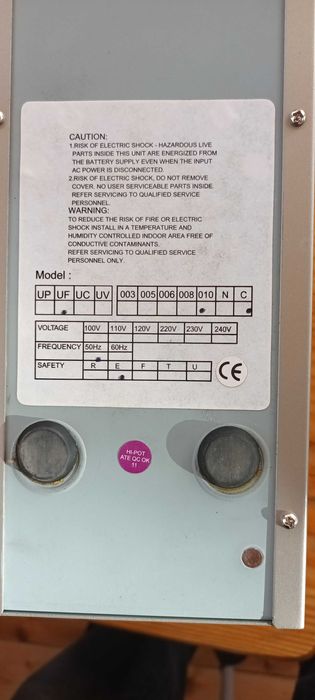 CAUTION:
1.RISK OF ELECTRIC SHOCK - HAZARDOUS LIVE
PARTS INSIDE THIS UNIT ARE ENERGIZED FROM
THE BATTERY SUPPLY EVEN WHEN THE INPUT
AC POWER IS DISCONNECTED.
2.RISK OF ELECTRIC SHOCK, DO NOT REMOVE
COVER. NO USER SERVICEABLE PARTS INSIDE.
REFER SERVICING TO QUALIFIED SERVICE
PERSONNEL.
WARNING:
TO REDUCE THE RISK OF FIRE OR ELECTRIC
SHOCK INSTALL IN A TEMPERATURE AND
HUMIDITY CONTROLLED INDOOR AREA FREE OF
CONDUCTIVE CONTAMINANTS.
REFER SERVICING TO QUALIFIED SERVICE
PERSONNEL ONLY.
Model :
UP UF UC UV 003 005 006 008 010 N C
VOLTAGE 100V 110V 120V 220V 230V 240V
FREQUENCY 50Hz 60Hz
SAFETY R E F T U
CE
HI-POT
ATE QC OK
11